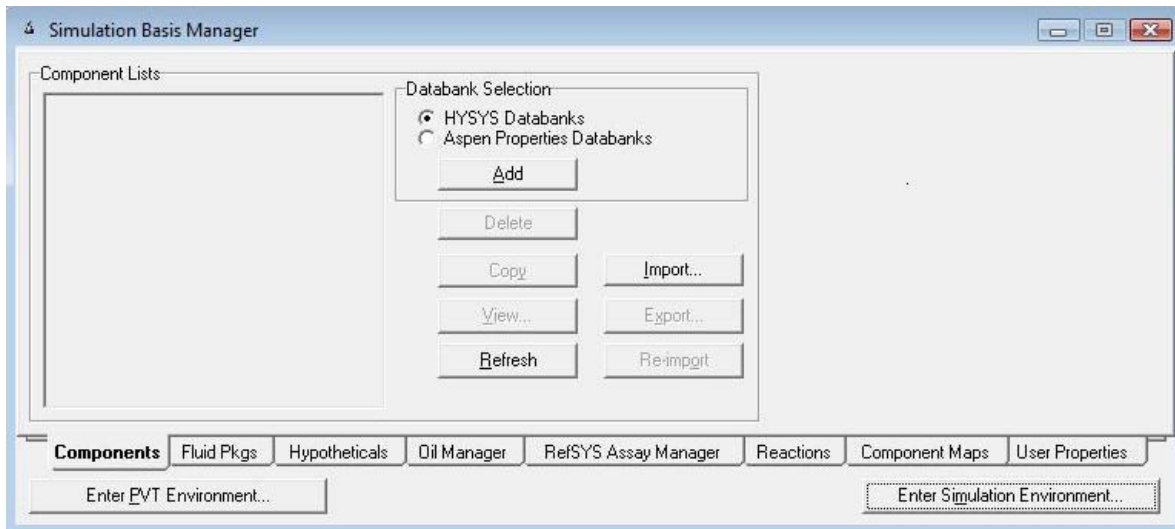 Simulation Basis Manager
Component Lists
Databank Selection
HYSYS Databanks
Aspen Properties Databanks
Add
Delete
Copy
Import...
View...
Export...
Refresh
Re-import
Components Fluid Pkgs Hypotheticals Oil Manager RefSYS Assay Manager Reactions Component Maps User Properties
Enter PVT Environment... Enter Simulation Environment...